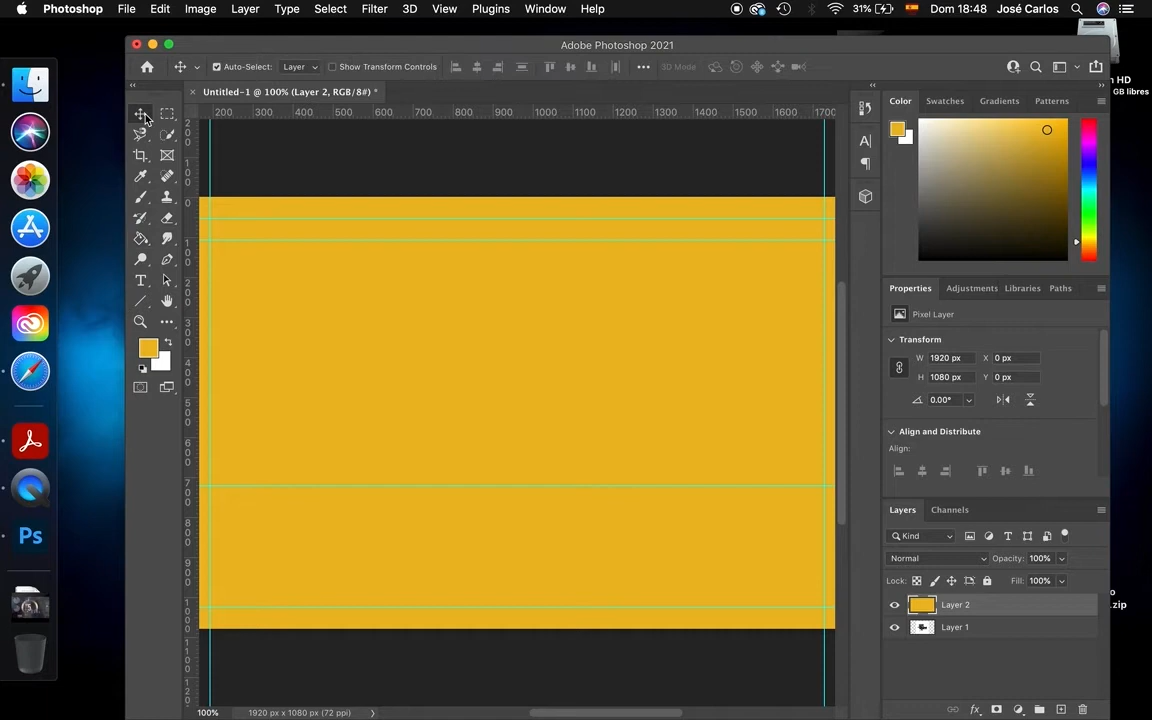 Photoshop File Edit Image Layer Type Select Filter 3D View Plugins Window Help 31% Dom 18:48 José Carlos
Adobe Photoshop 2021
Auto-Select: Layer Show Transform Controls ••• 3D Mode
Untitled-1 @ 100% (Layer 2, RGB/8#) *
200 300 400 500 600 700 800 900 1000 1100 1200 1300 1400 1500 1600 1700
n HD
GB libres
Color Swatches Gradients Patterns
Properties Adjustments Libraries Paths
Pixel Layer
Transform
W 1920 px X 0 px
H 1080 px Y 0 px
0.00°
Align and Distribute
Align:
Layers Channels
Kind
Normal Opacity: 100%
Lock: Fill: 100%
Layer 2
Layer 1
o
.zip
Ps
fx
100% 1920 px x 1080 px (72 ppi)